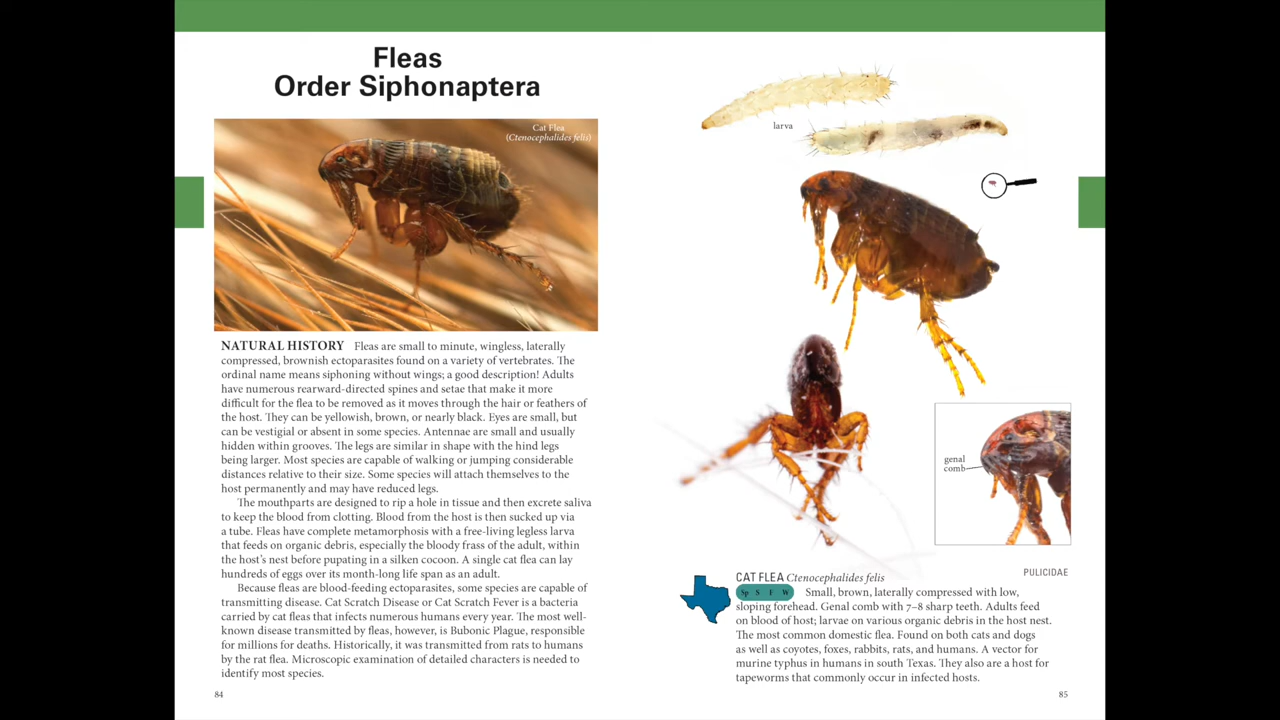 Fleas
Order Siphonaptera
Cat Flea
(Ctenocephalides felis)
NATURAL HISTORY Fleas are small to minute, wingless, laterally
compressed, brownish ectoparasites found on a variety of vertebrates. The
ordinal name means siphoning without wings; a good description! Adults
have numerous rearward-directed spines and setae that make it more
difficult for the flea to be removed as it moves through the hair or feathers of
the host. They can be yellowish, brown, or nearly black. Eyes are small, but
can be vestigial or absent in some species. Antennae are small and usually
hidden within grooves. The legs are similar in shape with the hind legs
being larger. Most species are capable of walking or jumping considerable
distances relative to their size. Some species will attach themselves to the
host permanently and may have reduced legs.
The mouthparts are designed to rip a hole in tissue and then excrete saliva
to keep the blood from clotting. Blood from the host is then sucked up via
a tube. Fleas have complete metamorphosis with a free-living legless larva
that feeds on organic debris, especially the bloody frass of the adult, within
the host's nest before pupating in a silken cocoon. A single cat flea can lay
hundreds of eggs over its month-long life span as an adult.
Because fleas are blood-feeding ectoparasites, some species are capable of
transmitting disease. Cat Scratch Disease or Cat Scratch Fever is a bacteria
carried by cat fleas that infects numerous humans every year. The most well-
known disease transmitted by fleas, however, is Bubonic Plague, responsible
for millions for deaths. Historically, it was transmitted from rats to humans
by the rat flea. Microscopic examination of detailed characters is needed to
identify most species.
84
larva
genal
comb
PULICIDAE
CAT FLEA Ctenocephalides felis
Sp S F W Small, brown, laterally compressed with low,
sloping forehead. Genal comb with 7–8 sharp teeth. Adults feed
on blood of host; larvae on various organic debris in the host nest.
The most common domestic flea. Found on both cats and dogs
as well as coyotes, foxes, rabbits, rats, and humans. A vector for
murine typhus in humans in south Texas. They also are a host for
tapeworms that commonly occur in infected hosts.
85